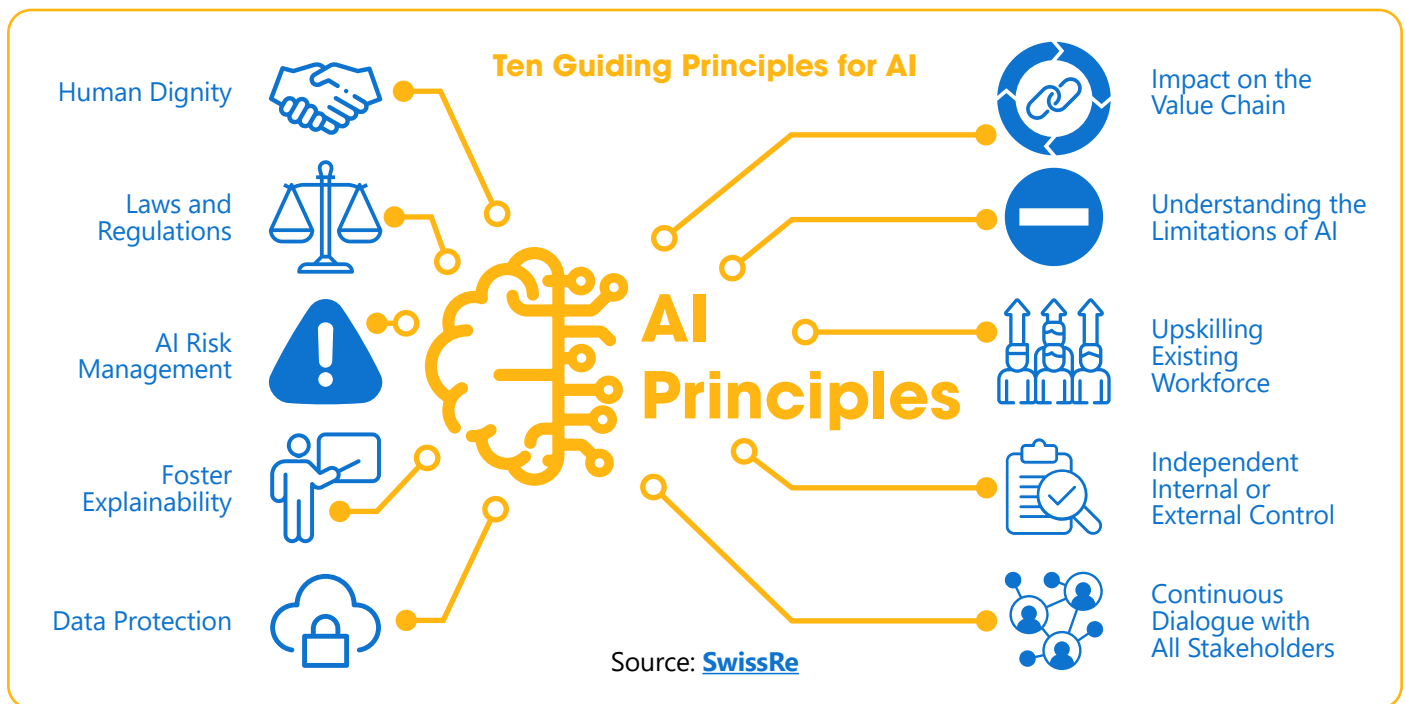 Ten Guiding Principles for AI
Human Dignity
Laws and
Regulations
AI Risk
Management
Foster
Explainability
Data Protection
AI
Principles
Impact on the
Value Chain
Understanding the
Limitations of AI
Upskilling
Existing
Workforce
Independent
Internal or
External Control
Continuous
Dialogue with
All Stakeholders
Source: SwissRe